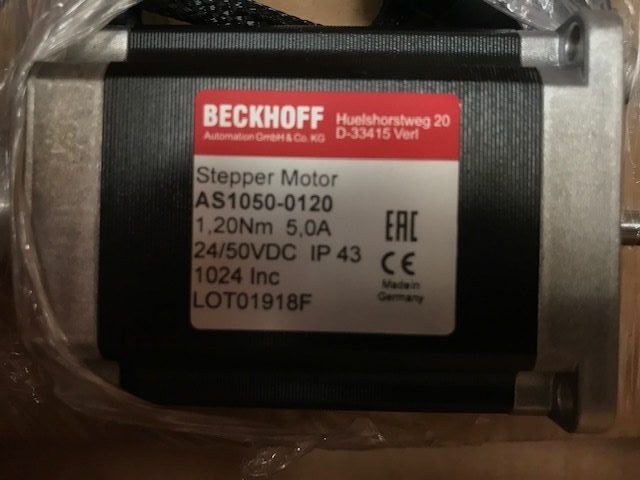 BECKHOFF
Automation GmbH & Co. KG
Huelshorstweg 20
D-33415 Verl
Stepper Motor
AS1050-0120
1,20Nm 5,0A
24/50VDC IP 43
1024 Inc
LOT01918F
EAC
CE
Made in
Germany